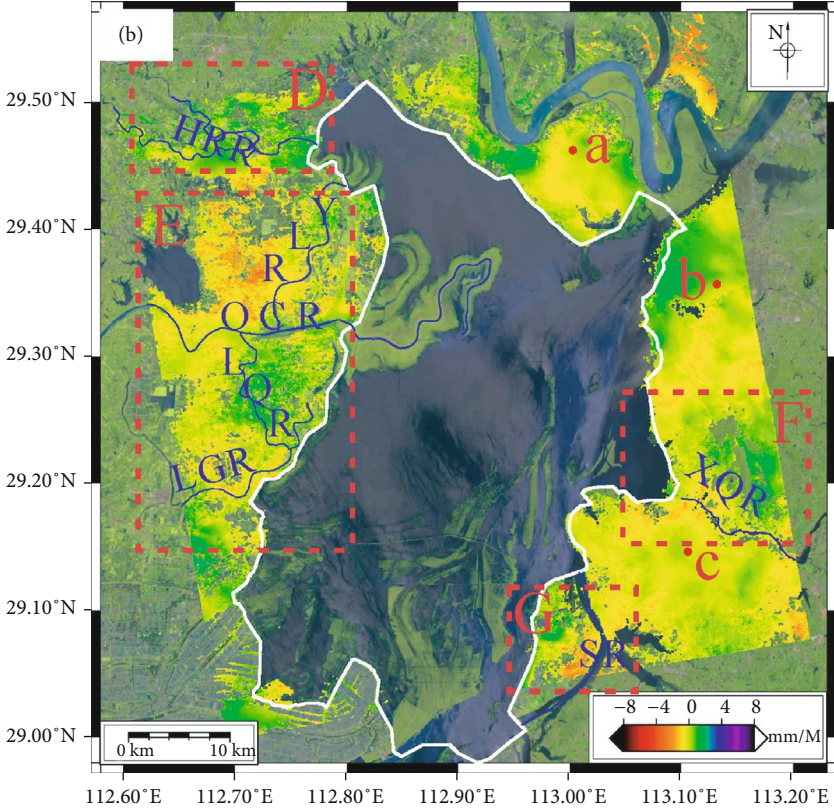 (b)
N
29.50°N
29.40°N
29.30°N
29.20°N
29.10°N
29.00°N
D
HRR
a
E
L Y R
b
O C R
L Q R
F
LGR
XQR
c
G
SR
−8 −4 0 4 8
mm/M
0 km 10 km
112.60°E 112.70°E 112.80°E 112.90°E 113.00°E 113.10°E 113.20°E